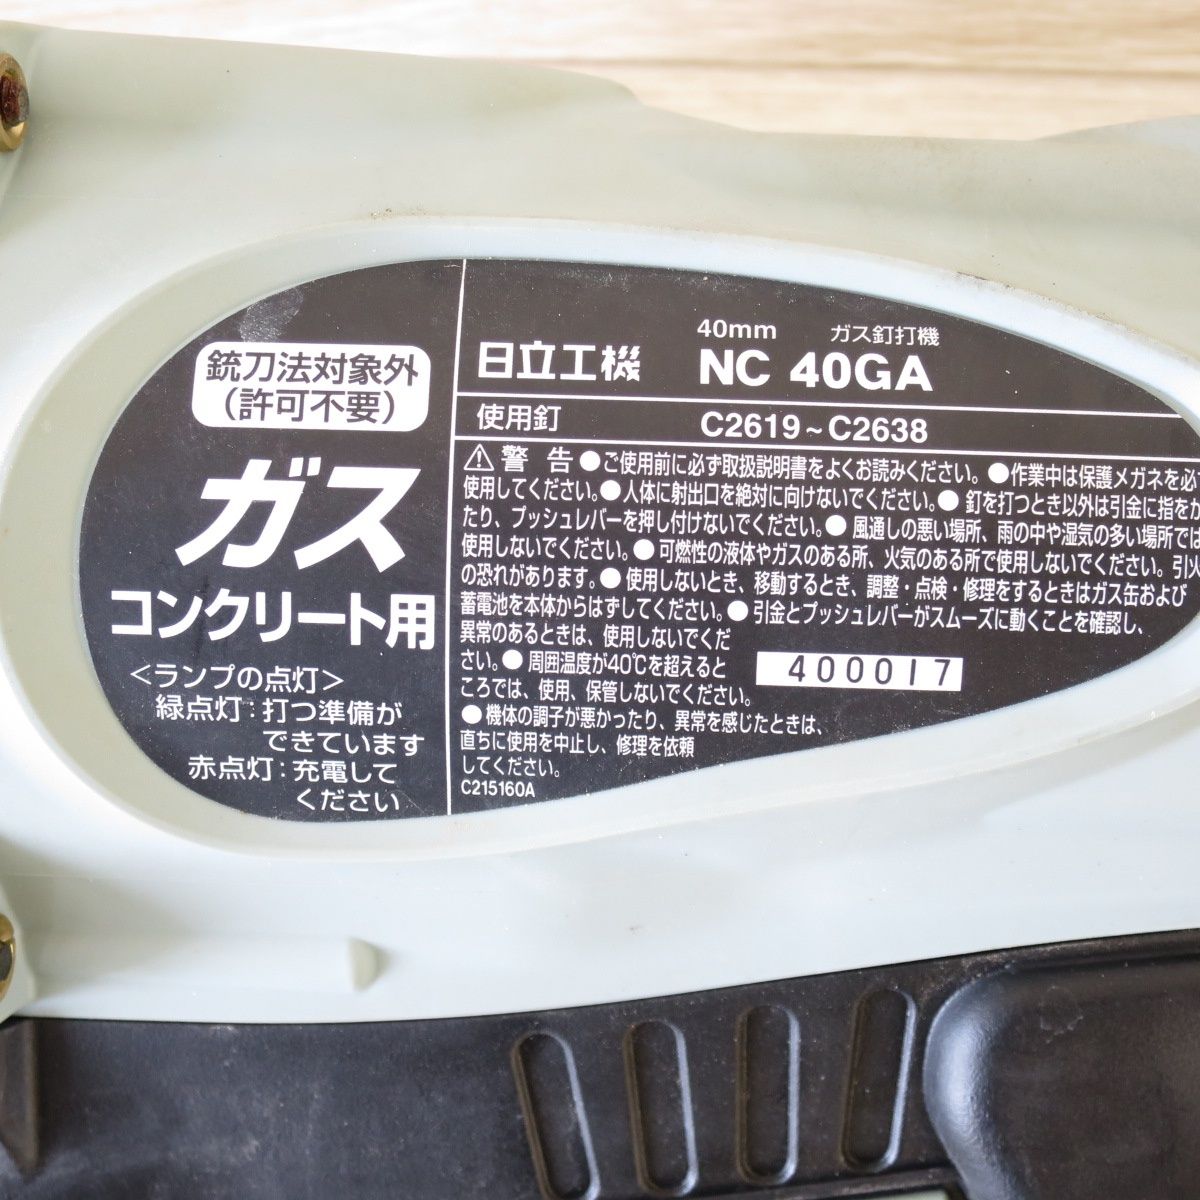 銃刀法対象外
(許可不要)
ガス
コンクリート用
<ランプの点灯>
緑点灯:打つ準備が
できています
赤点灯:充電して
ください
40mm ガス釘打機
日立工機 NC 40GA
使用釘 C2619~C2638
⚠警告 ●ご使用前に必ず取扱説明書をよくお読みください。●作業中は保護メガネを必
使用してください。●人体に射出口を絶対に向けないでください。● 釘を打つとき以外は引金に指をか
たり、プッシュレバーを押し付けないでください。● 風通しの悪い場所、雨の中や湿気の多い場所では
使用しないでください。● 可燃性の液体やガスのある所、火気のある所で使用しないでください。引火
の恐れがあります。● 使用しないとき、移動するとき、調整・点検・修理をするときはガス缶および
蓄電池を本体からはずしてください。● 引金とプッシュレバーがスムーズに動くことを確認し、
異常のあるときは、使用しないでくだ
さい。● 周囲温度が40℃を超えると
ころでは、使用、保管しないでください。
● 機体の調子が悪かったり、異常を感じたときは、
直ちに使用を中止し、修理を依頼
してください。
C215160A
400017